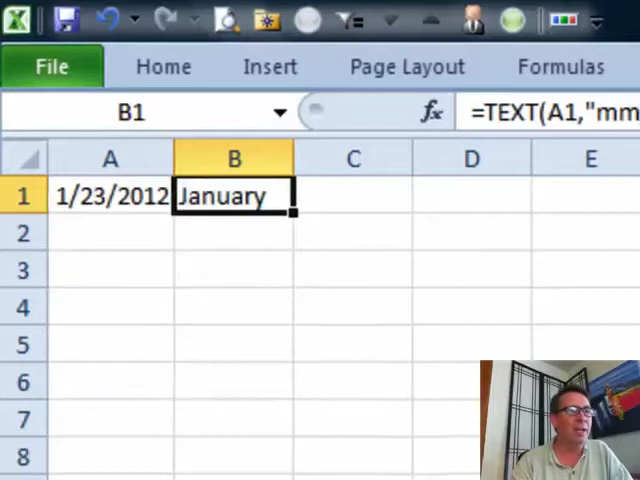 File Home Insert Page Layout Formulas
B1 fx =TEXT(A1,"mm
A B C D E
1 1/23/2012 January
2
3
4
5
6
7
8